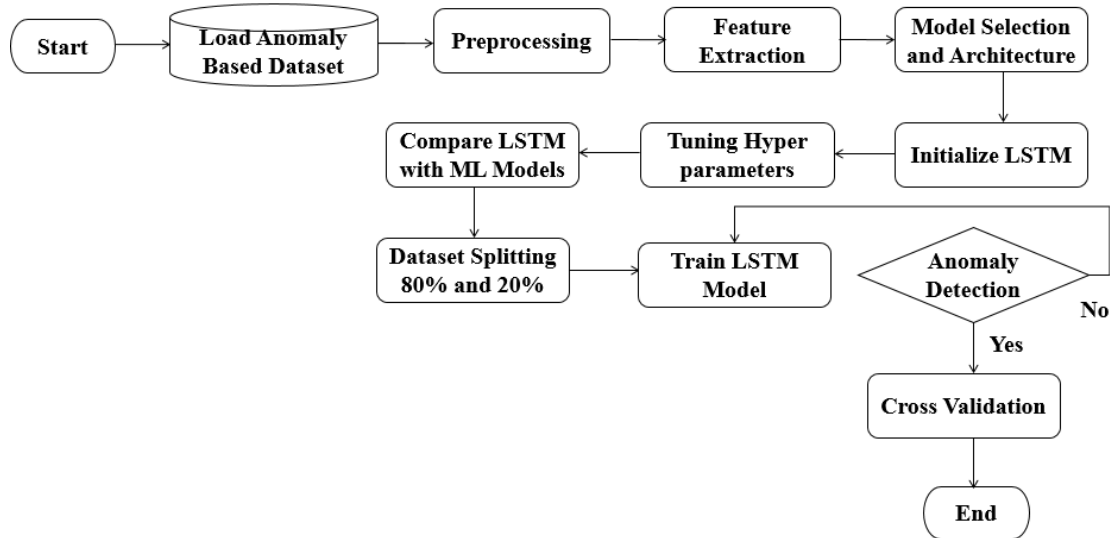 Start
Load Anomaly
Based Dataset
Preprocessing
Feature
Extraction
Model Selection
and Architecture
Initialize LSTM
Tuning Hyper
parameters
Compare LSTM
with ML Models
Dataset Splitting
80% and 20%
Train LSTM
Model
Anomaly
Detection
No
Yes
Cross Validation
End